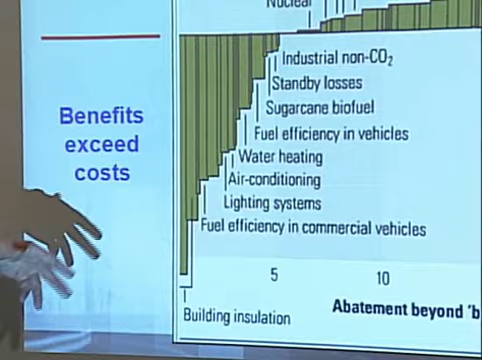 Nuclear
Industrial non-CO₂
Standby losses
Benefits
exceed
costs
Sugarcane biofuel
Fuel efficiency in vehicles
Water heating
Air-conditioning
Lighting systems
Fuel efficiency in commercial vehicles
5 10
Abatement beyond 'b
Building insulation